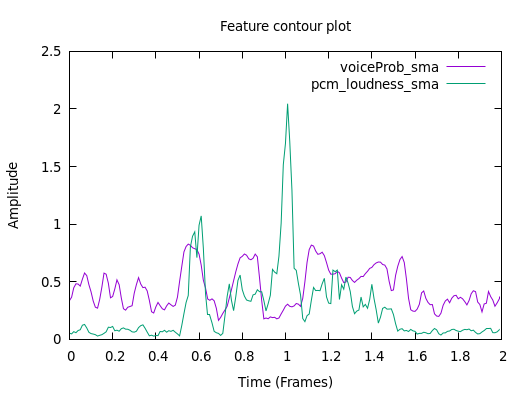 Feature contour plot
voiceProb_sma
pcm_loudness_sma
2.5
2
1.5
1
0.5
0
Amplitude
0 0.2 0.4 0.6 0.8 1 1.2 1.4 1.6 1.8 2
Time (Frames)